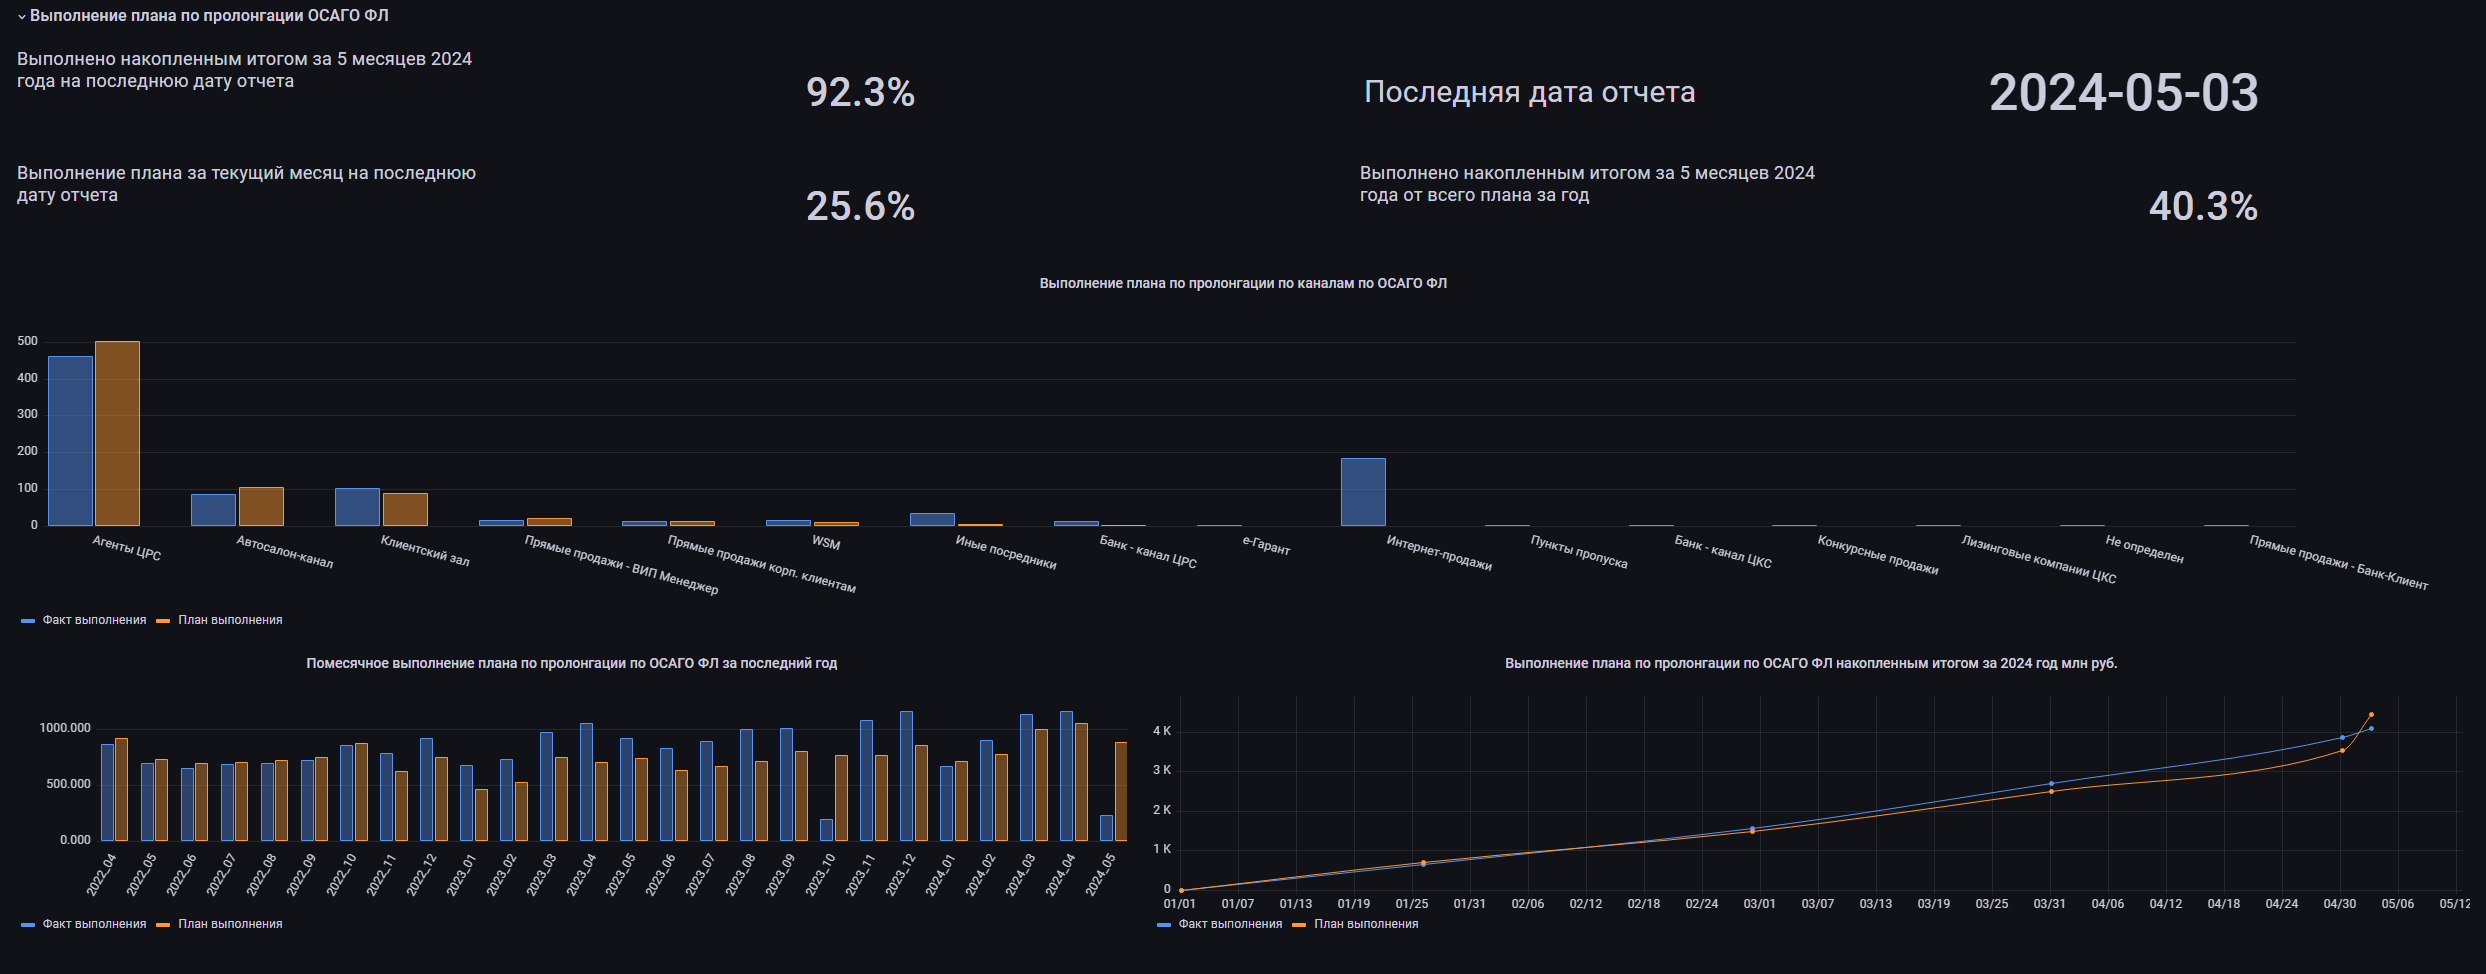 Выполнение плана по пролонгации ОСАГО ФЛ
Выполнено накопленным итогом за 5 месяцев 2024
года на последнюю дату отчета
92.3%
Последняя дата отчета
2024-05-03
Выполнение плана за текущий месяц на последнюю
дату отчета
25.6%
Выполнено накопленным итогом за 5 месяцев 2024
года от всего плана за год
40.3%
Выполнение плана по пролонгации по каналам по ОСАГО ФЛ
500
400
300
200
100
0
Агенты ЦРС
Автосалон-канал
Клиентский зал
Прямые продажи - ВИП Менеджер
Прямые продажи корп. клиентам
WSM
Иные посредники
Банк - канал ЦРС
е-Гарант
Интернет-продажи
Пункты пропуска
Банк - канал ЦКС
Конкурсные продажи
Лизинговые компании ЦКС
Не определен
Прямые продажи - Банк-Клиент
Факт выполнения
План выполнения
Помесячное выполнение плана по пролонгации по ОСАГО ФЛ за последний год
1000.000
500.000
0.000
2022_04
2022_05
2022_06
2022_07
2022_08
2022_09
2022_10
2022_11
2022_12
2023_01
2023_02
2023_03
2023_04
2023_05
2023_06
2023_07
2023_08
2023_09
2023_10
2023_11
2023_12
2024_01
2024_02
2024_03
2024_04
2024_05
Факт выполнения
План выполнения
Выполнение плана по пролонгации по ОСАГО ФЛ накопленным итогом за 2024 год млн руб.
4 K
3 K
2 K
1 K
0
01/01
01/07
01/13
01/19
01/25
01/31
02/06
02/12
02/18
02/24
03/01
03/07
03/13
03/19
03/25
03/31
04/06
04/12
04/18
04/24
04/30
05/06
05/12
Факт выполнения
План выполнения